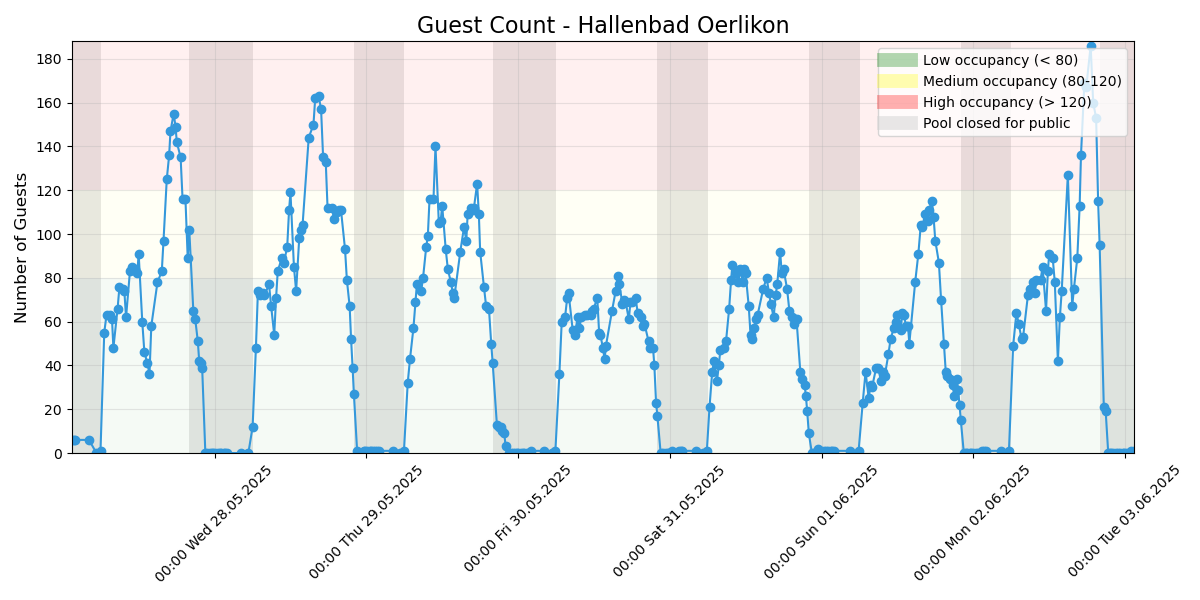 Guest Count - Hallenbad Oerlikon
Number of Guests
180
160
140
120
100
80
60
40
20
0
Low occupancy (< 80)
Medium occupancy (80-120)
High occupancy (> 120)
Pool closed for public
00:00 Wed 28.05.2025
00:00 Thu 29.05.2025
00:00 Fri 30.05.2025
00:00 Sat 31.05.2025
00:00 Sun 01.06.2025
00:00 Mon 02.06.2025
00:00 Tue 03.06.2025